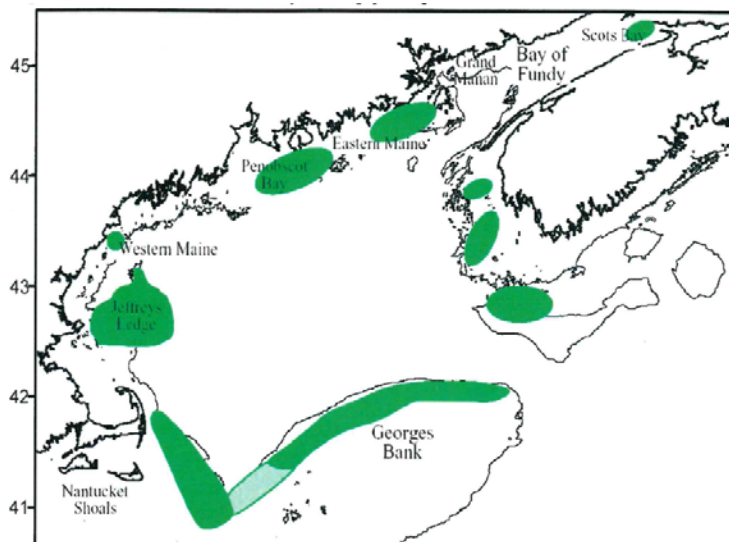 Scots Bay
45
Grand
Manan
Bay of
Fundy
Eastern Maine
Penobscot
Bay
44
Western Maine
43
Jeffreys
Ledge
42
Georges
Bank
Nantucket
Shoals
41